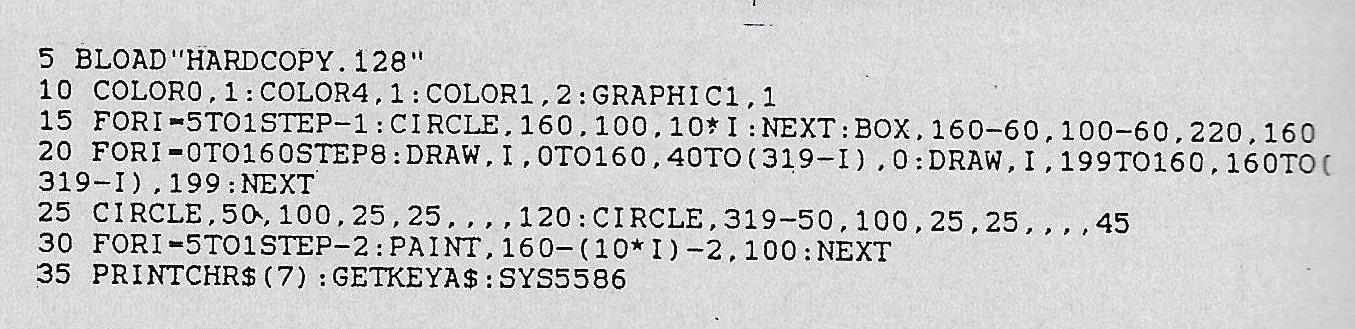 5 BLOAD"HARDCOPY.128"
10 COLOR0,1:COLOR4,1:COLOR1,2:GRAPHIC1,1
15 FORI=5TO1STEP-1:CIRCLE,160,100,10*I:NEXT:BOX,160-60,100-60,220,160
20 FORI=0TO160STEP8:DRAW,I,0TO160,40TO(319-I),0:DRAW,I,199TO160,160TO(
319-I),199:NEXT
25 CIRCLE,50,100,25,25,,,,120:CIRCLE,319-50,100,25,25,,,,45
30 FORI=5TO1STEP-2:PAINT,160-(10*I)-2,100:NEXT
35 PRINTCHR$(7):GETKEYA$:SYS5586